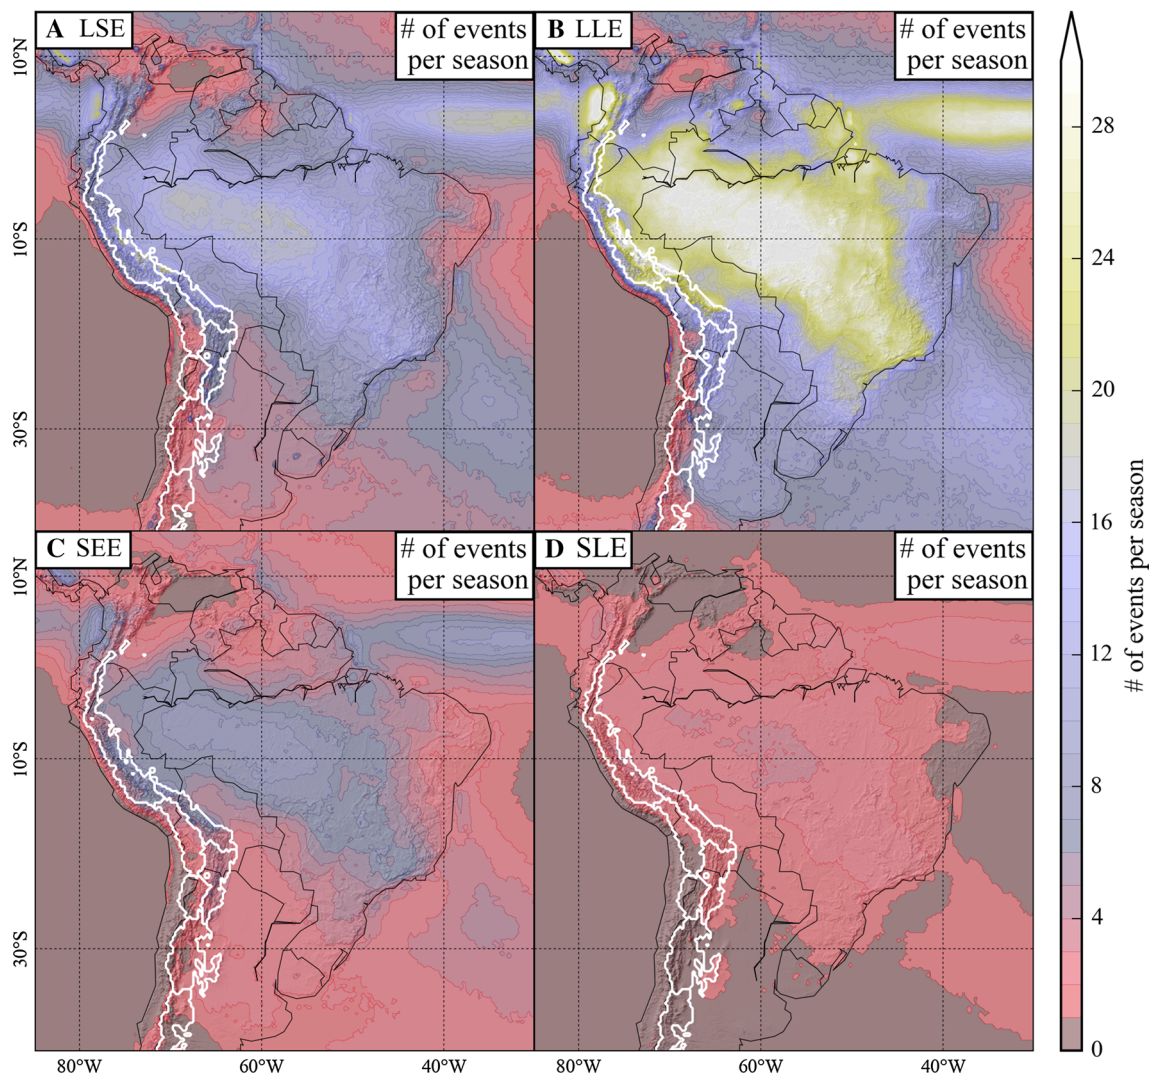 A LSE
# of events
per season
B LLE
# of events
per season
10°N
10°S
30°S
C SEE
# of events
per season
D SLE
# of events
per season
10°N
10°S
30°S
80°W
60°W
40°W
80°W
60°W
40°W
28
24
20
16
12
8
4
0
# of events per season